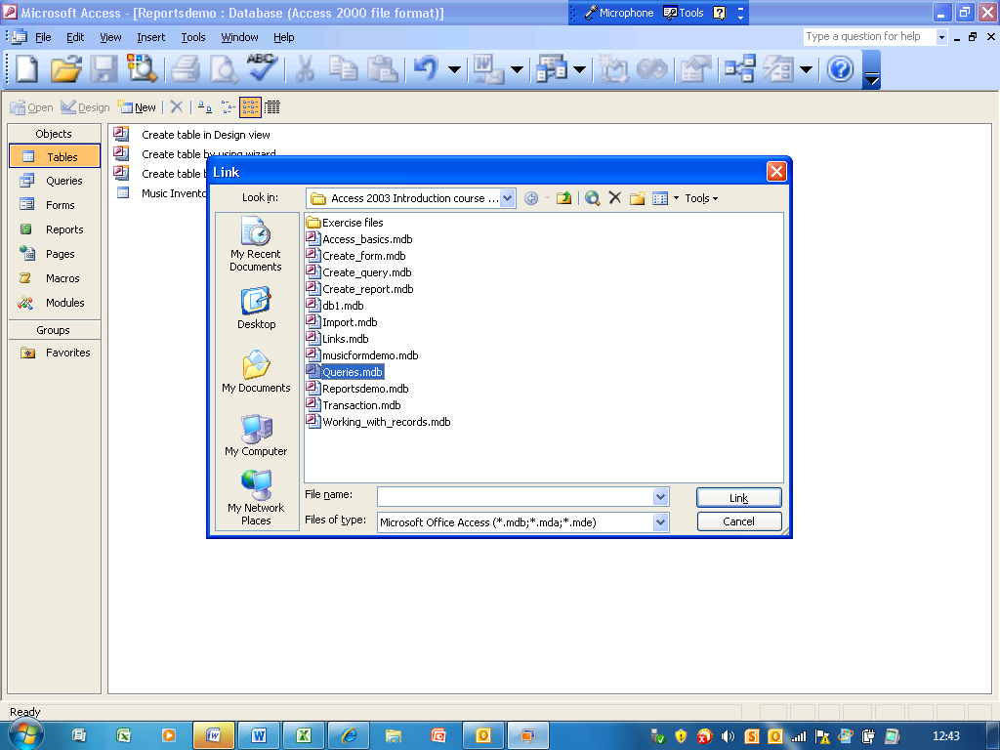 Microsoft Access - [Reportsdemo : Database (Access 2000 file format)]
Microphone Tools
File Edit View Insert Tools Window Help
Type a question for help
ABC
Open Design New
Objects
Tables
Queries
Forms
Reports
Pages
Macros
Modules
Groups
Favorites
Create table in Design view
Create table by using wizard
Create table b
Music Invento
Link
Look in: Access 2003 Introduction course ...
Tools
My Recent Documents
Desktop
My Documents
My Computer
My Network Places
Exercise files
Access_basics.mdb
Create_form.mdb
Create_query.mdb
Create_report.mdb
db1.mdb
Import.mdb
Links.mdb
musicformdemo.mdb
Queries.mdb
Reportsdemo.mdb
Transaction.mdb
Working_with_records.mdb
File name:
Link
Files of type: Microsoft Office Access (*.mdb;*.mda;*.mde)
Cancel
Ready
12:43